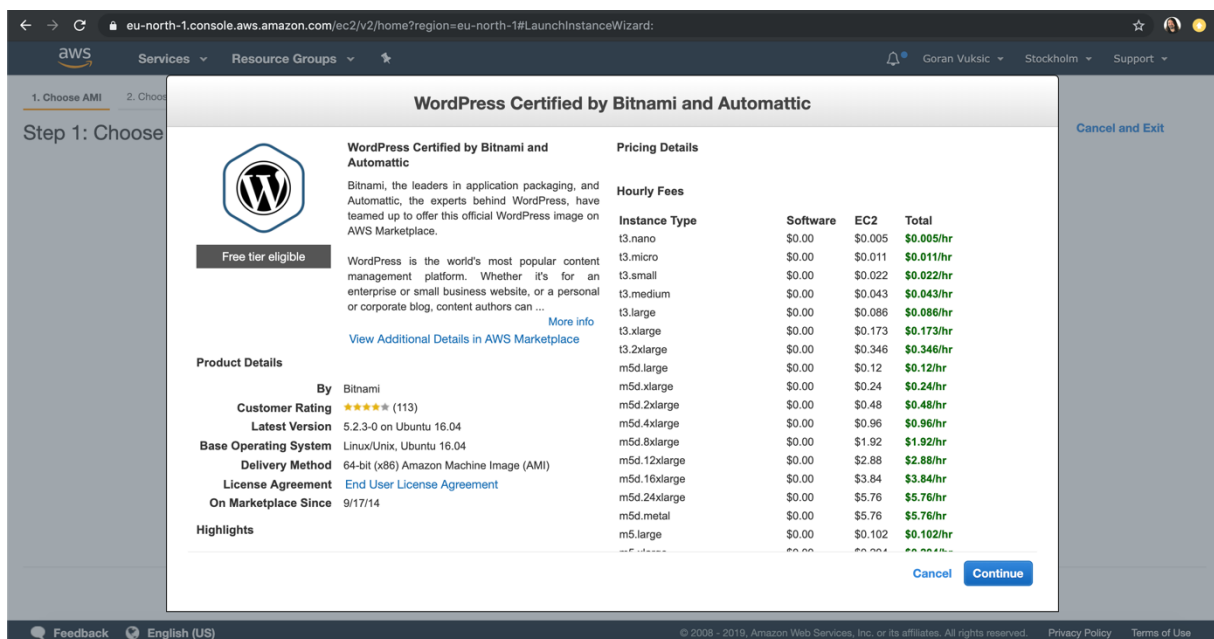 eu-north-1.console.aws.amazon.com/ec2/v2/home?region=eu-north-1#LaunchInstanceWizard:
aws Services Resource Groups Goran Vuksic Stockholm Support
1. Choose AMI 2. Choos
Step 1: Choose
Cancel and Exit
WordPress Certified by Bitnami and Automattic
Free tier eligible
WordPress Certified by Bitnami and
Automattic
Bitnami, the leaders in application packaging, and
Automattic, the experts behind WordPress, have
teamed up to offer this official WordPress image on
AWS Marketplace.
WordPress is the world's most popular content
management platform. Whether it's for an
enterprise or small business website, or a personal
or corporate blog, content authors can ...
More info
View Additional Details in AWS Marketplace
Product Details
By Bitnami
Customer Rating (113)
Latest Version 5.2.3-0 on Ubuntu 16.04
Base Operating System Linux/Unix, Ubuntu 16.04
Delivery Method 64-bit (x86) Amazon Machine Image (AMI)
License Agreement End User License Agreement
On Marketplace Since 9/17/14
Highlights
Pricing Details
Hourly Fees
Instance Type Software EC2 Total
t3.nano $0.00 $0.005 $0.005/hr
t3.micro $0.00 $0.011 $0.011/hr
t3.small $0.00 $0.022 $0.022/hr
t3.medium $0.00 $0.043 $0.043/hr
t3.large $0.00 $0.086 $0.086/hr
t3.xlarge $0.00 $0.173 $0.173/hr
t3.2xlarge $0.00 $0.346 $0.346/hr
m5d.large $0.00 $0.12 $0.12/hr
m5d.xlarge $0.00 $0.24 $0.24/hr
m5d.2xlarge $0.00 $0.48 $0.48/hr
m5d.4xlarge $0.00 $0.96 $0.96/hr
m5d.8xlarge $0.00 $1.92 $1.92/hr
m5d.12xlarge $0.00 $2.88 $2.88/hr
m5d.16xlarge $0.00 $3.84 $3.84/hr
m5d.24xlarge $0.00 $5.76 $5.76/hr
m5d.metal $0.00 $5.76 $5.76/hr
m5.large $0.00 $0.102 $0.102/hr
Cancel Continue
Feedback English (US) © 2008 - 2019, Amazon Web Services, Inc. or its affiliates. All rights reserved. Privacy Policy Terms of Use